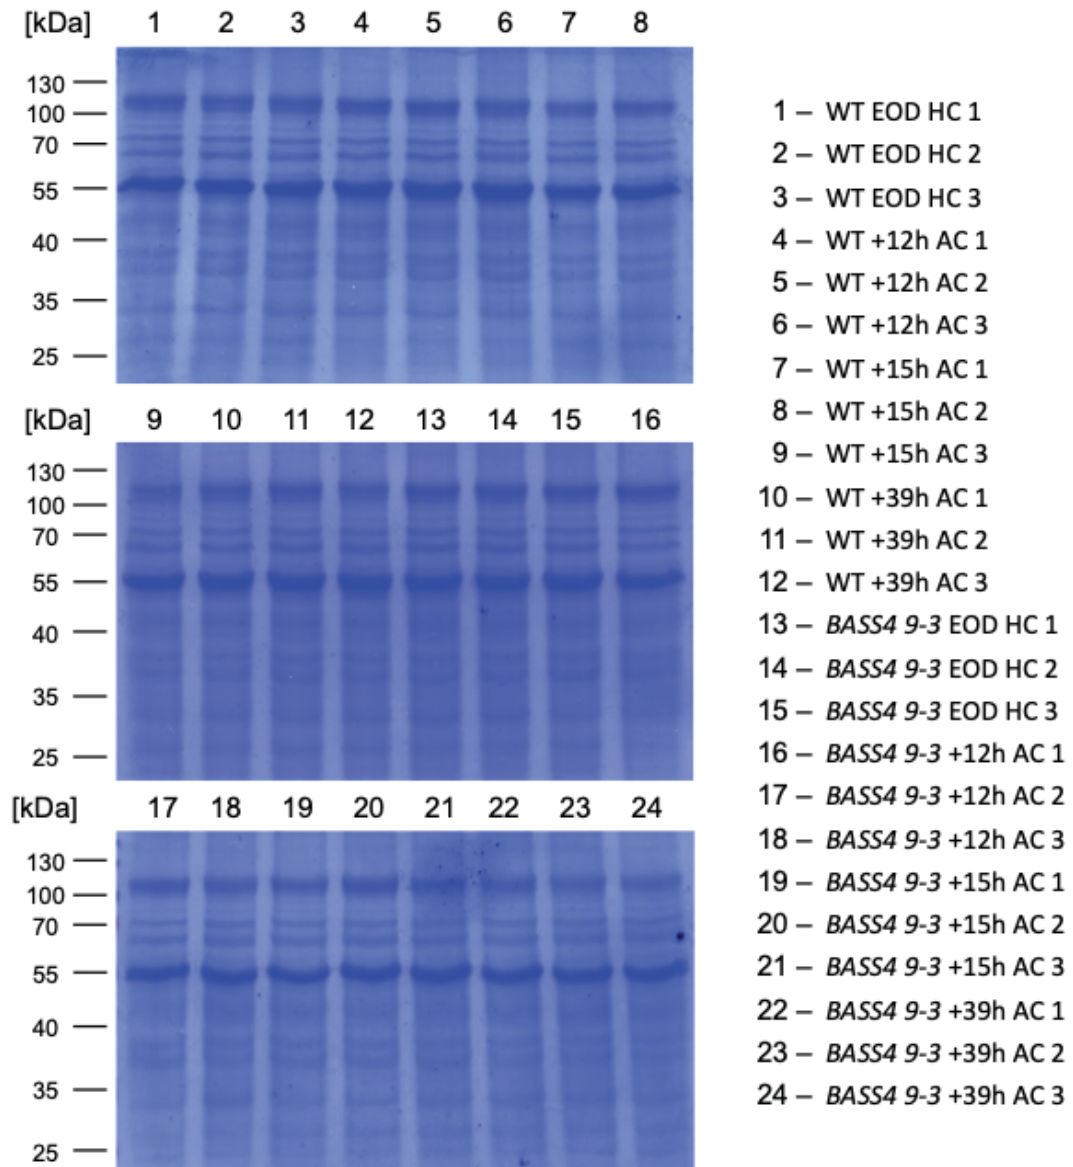 [kDa] 1 2 3 4 5 6 7 8
130
100
70
55
40
35
25
[kDa] 9 10 11 12 13 14 15 16
130
100
70
55
40
35
25
[kDa] 17 18 19 20 21 22 23 24
130
100
70
55
40
35
25
1 – WT EOD HC 1
2 – WT EOD HC 2
3 – WT EOD HC 3
4 – WT +12h AC 1
5 – WT +12h AC 2
6 – WT +12h AC 3
7 – WT +15h AC 1
8 – WT +15h AC 2
9 – WT +15h AC 3
10 – WT +39h AC 1
11 – WT +39h AC 2
12 – WT +39h AC 3
13 – BASS4 9-3 EOD HC 1
14 – BASS4 9-3 EOD HC 2
15 – BASS4 9-3 EOD HC 3
16 – BASS4 9-3 +12h AC 1
17 – BASS4 9-3 +12h AC 2
18 – BASS4 9-3 +12h AC 3
19 – BASS4 9-3 +15h AC 1
20 – BASS4 9-3 +15h AC 2
21 – BASS4 9-3 +15h AC 3
22 – BASS4 9-3 +39h AC 1
23 – BASS4 9-3 +39h AC 2
24 – BASS4 9-3 +39h AC 3